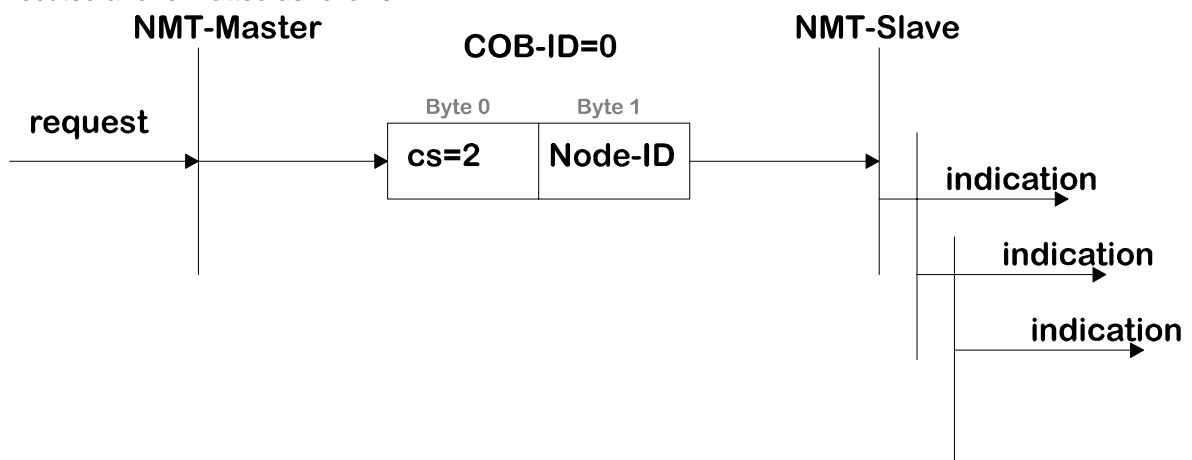 NMT-Master
NMT-Slave
COB-ID=0
Byte 0
Byte 1
request
cs=2
Node-ID
indication
indication
indication